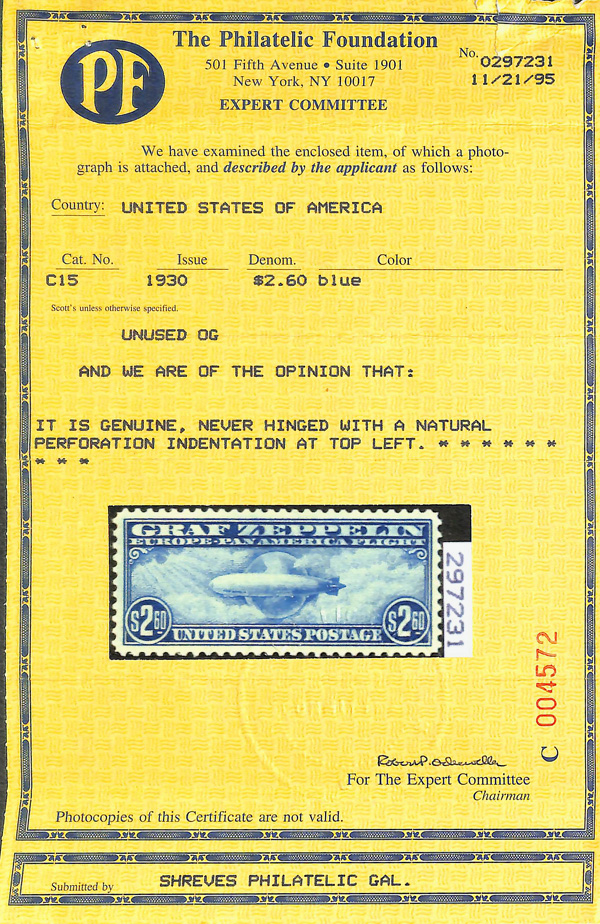 PF
The Philatelic Foundation
501 Fifth Avenue • Suite 1901
New York, NY 10017
EXPERT COMMITTEE
No. 0297231
11/21/95
We have examined the enclosed item, of which a photo-
graph is attached, and described by the applicant as follows:
Country: UNITED STATES OF AMERICA
Cat. No. Issue Denom. Color
C15 1930 $2.60 blue
Scott's unless otherwise specified.
UNUSED OG
AND WE ARE OF THE OPINION THAT:
IT IS GENUINE, NEVER HINGED WITH A NATURAL
PERFORATION INDENTATION AT TOP LEFT. * * * * * *
* * *
GRAF ZEPPELIN
EUROPE-PAN AMERICA FLIGHT
$2 60 UNITED STATES POSTAGE $2 60
297231
C 004572
For The Expert Committee
Chairman
Photocopies of this Certificate are not valid.
Submitted by SHREVES PHILATELIC GAL.